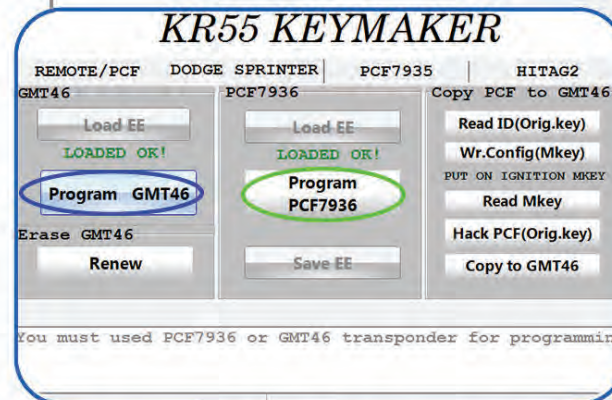 KR55 KEYMAKER
REMOTE/PCF DODGE SPRINTER PCF7935 HITAG2
GMT46
Load EE
LOADED OK!
Program GMT46
Erase GMT46
Renew
PCF7936
Load EE
LOADED OK!
Program
PCF7936
Save EE
Copy PCF to GMT46
Read ID(Orig.key)
Wr.Config(Mkey)
PUT ON IGNITION MKEY
Read Mkey
Hack PCF(Orig.key)
Copy to GMT46
You must used PCF7936 or GMT46 transponder for programmin